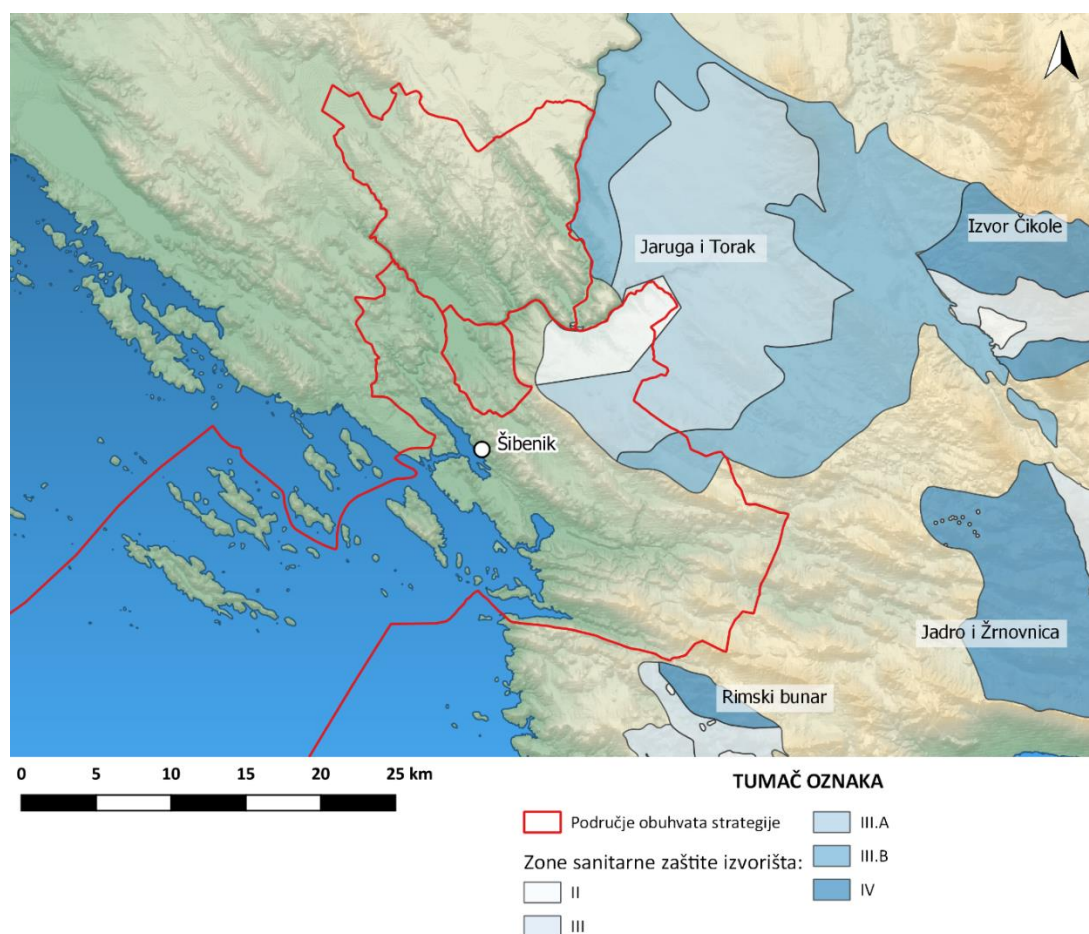 Izvor Čikole
Jaruga i Torak
Šibenik
Jadro i Žrnovnica
Rimski bunar
0 5 10 15 20 25 km
TUMAČ OZNAKA
Područje obuhvata strategije
Zone sanitarne zaštite izvorišta:
II
III
III.A
III.B
IV